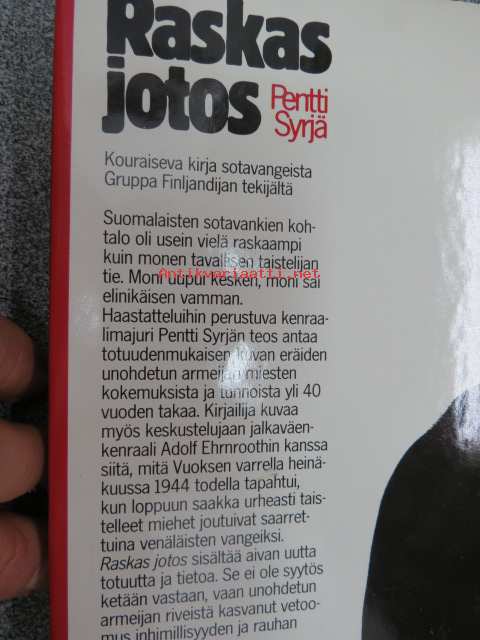 Raskas
jotos
Pentti
Syrjä
Kouraiseva kirja sotavangeista
Gruppa Finljandijan tekijältä
Suomalaisten sotavankien koh-
talo oli usein vielä raskaampi
kuin monen tavallisen taistelijan
tie. Moni uupui kesken, moni sai
Antikvariaatti.net
elinikäisen vamman.
Haastatteluihin perustuva kenraa-
limajuri Pentti Syrjän teos antaa
totuudenmukaisen kuvan eräiden
unohdetun armeijan miesten
kokemuksista ja tunnoista yli 40
vuoden takaa. Kirjailija kuvaa
myös keskustelujaan jalkaväen-
kenraali Adolf Ehrnroothin kanssa
siitä, mitä Vuoksen varrella heinä-
kuussa 1944 todella tapahtui,
kun loppuun saakka urheasti tais-
telleet miehet joutuivat saarret-
tuina venäläisten vangeiksi.
Raskas jotos sisältää aivan uutta
totuutta ja tietoa. Se ei ole syytös
ketään vastaan, vaan unohdetun
armeijan riveistä kasvanut vetoo-
mus inhimillisyyden ja rauhan